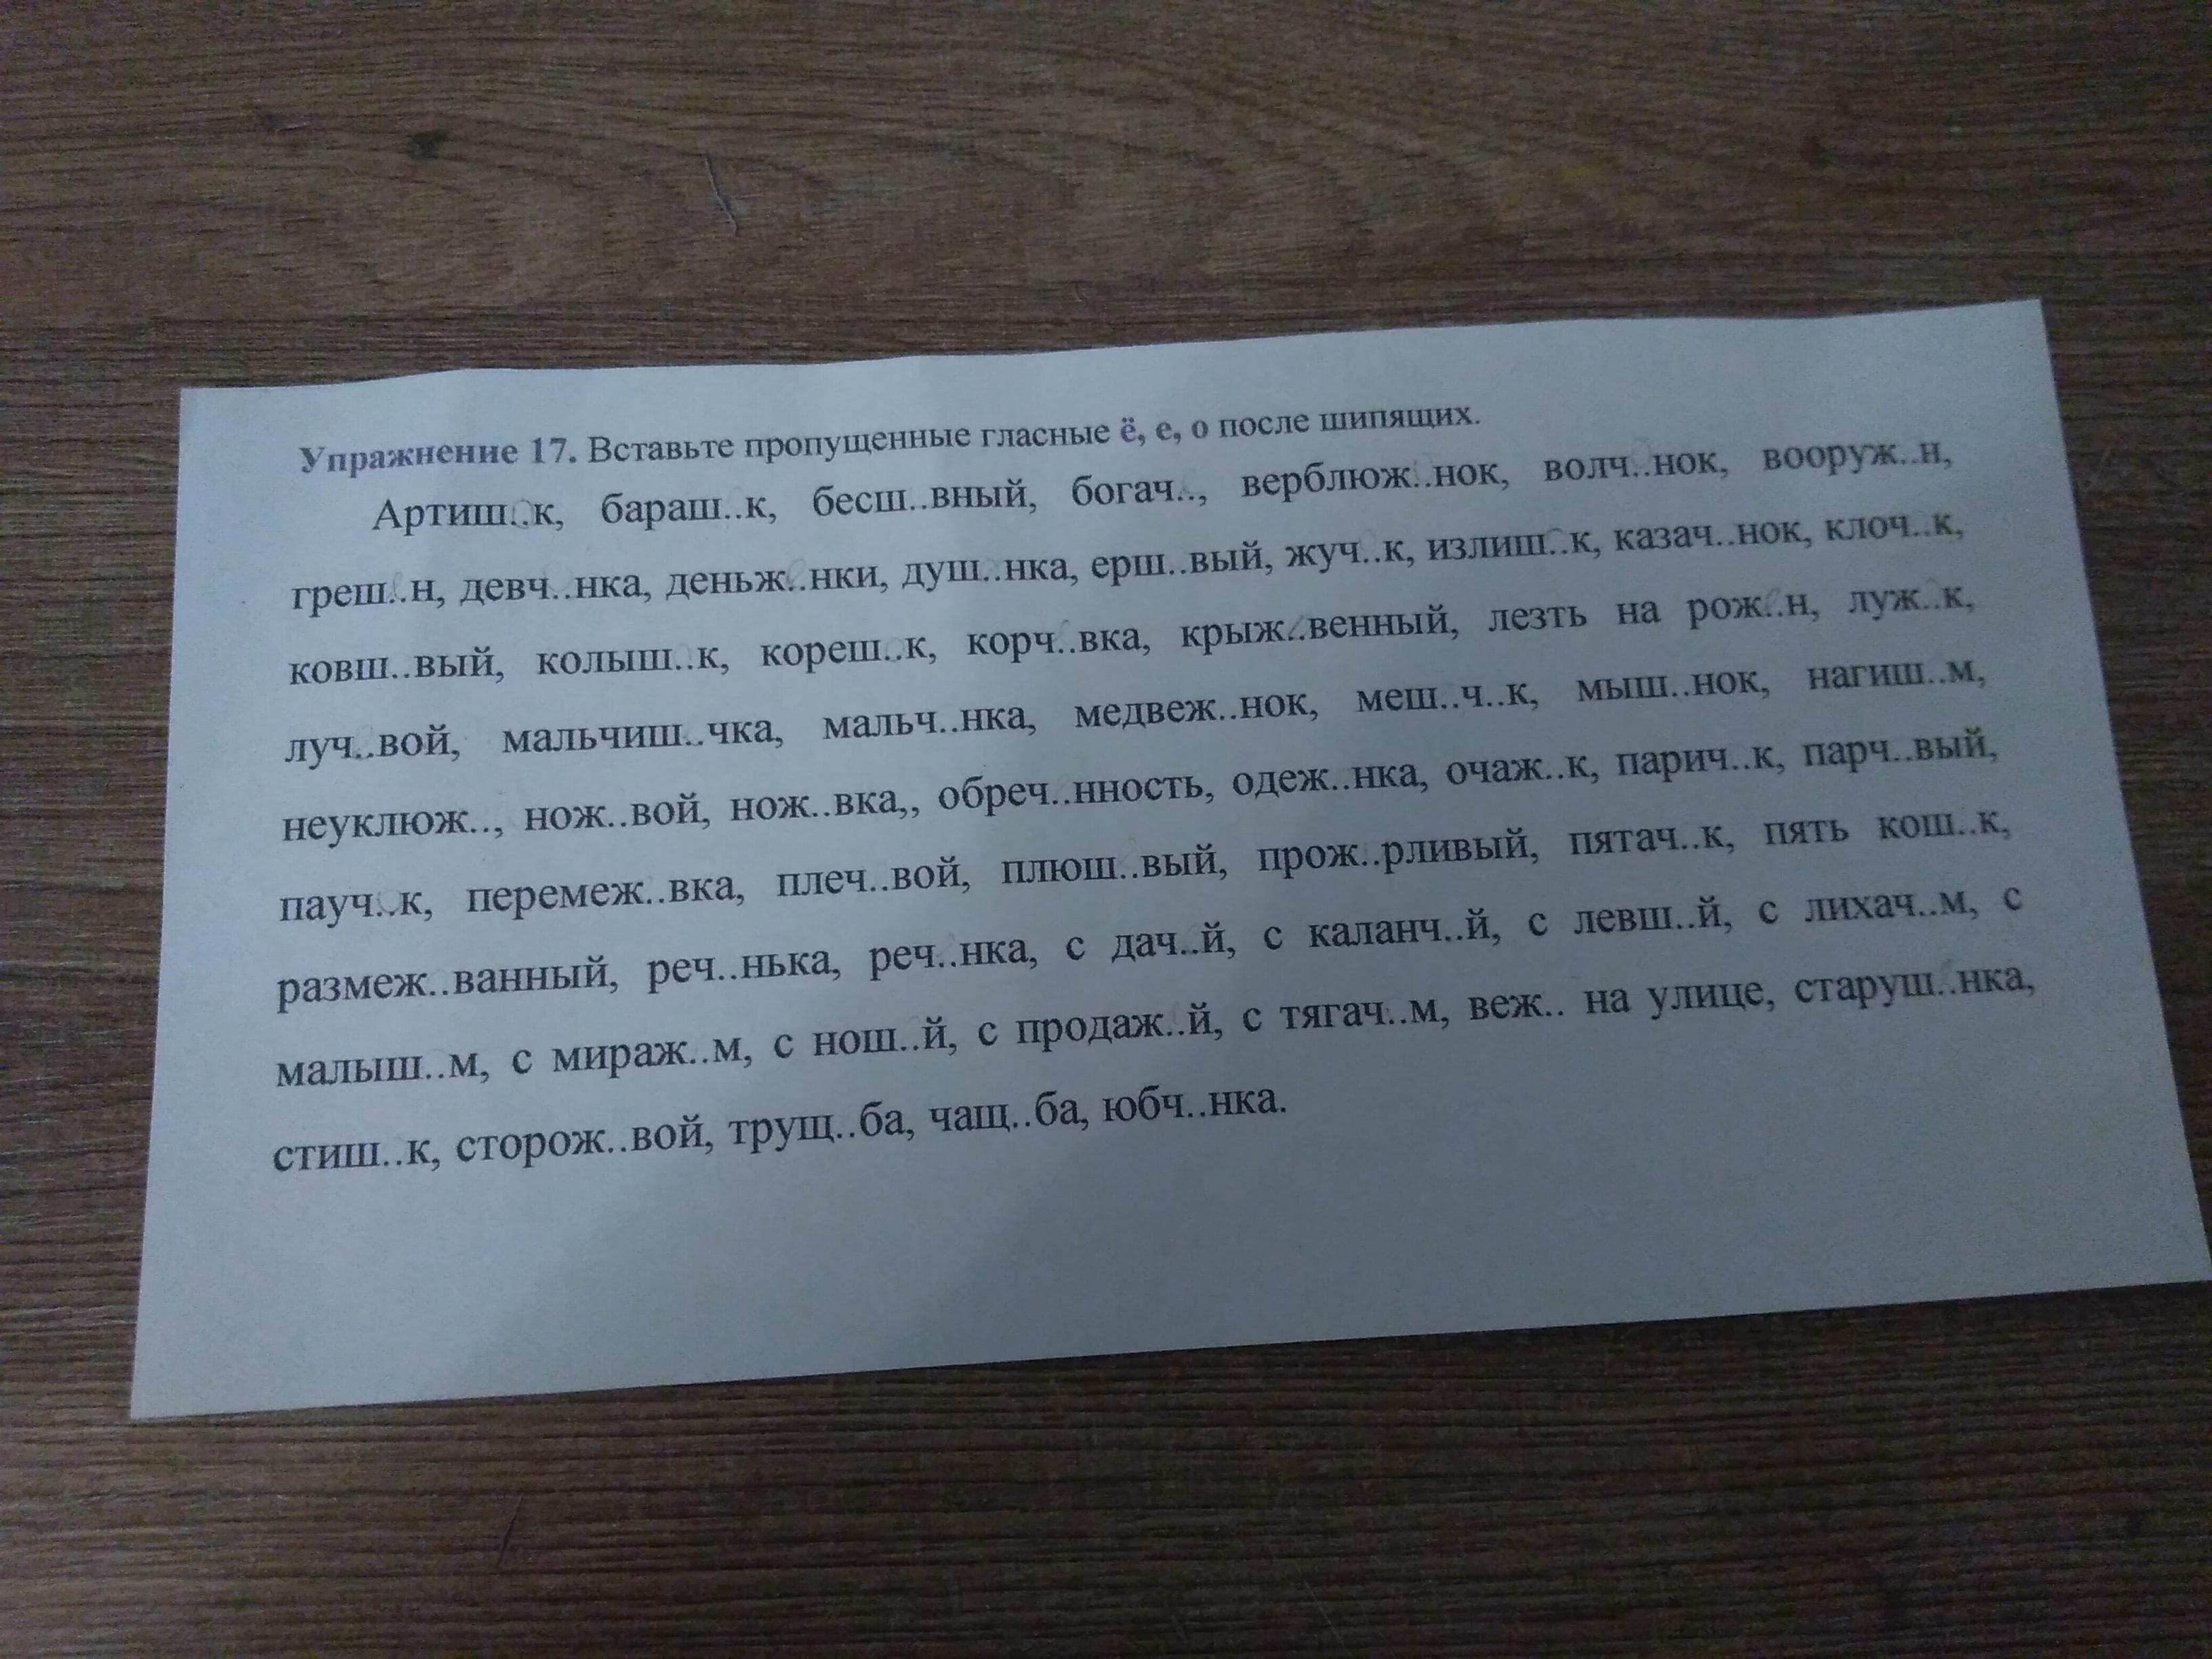 Упражнение 17. Вставьте пропущенные гласные ё, е, о после шипящих.
Артиш..к, бараш..к, бесш..вный, богач.., верблюж..нок, волч..нок, вооруж..н,
греш..н, девч..нка, деньж..нки, душ..нка, ерш..вый, жуч..к, излиш..к, казач..нок, клоч..к,
ковш..вый, колыш..к, кореш..к, корч..вка, крыж..венный, лезть на рож..н, луж..к,
луч..вой, мальчиш..чка, мальч..нка, медвеж..нок, меш..ч..к, мыш..нок, нагиш..м,
неуклюж.., нож..вой, нож..вка,, обреч..нность, одеж..нка, очаж..к, парич..к, парч..вый,
пауч..к, перемеж..вка, плеч..вой, плюш..вый, прож..рливый, пятач..к, пять кош..к,
размеж..ванный, реч..нька, реч..нка, с дач..й, с каланч..й, с левш..й, с лихач..м, с
малыш..м, с мираж..м, с нош..й, с продаж..й, с тягач..м, веж.. на улице, старуш..нка,
стиш..к, сторож..вой, трущ..ба, чащ..ба, юбч..нка.